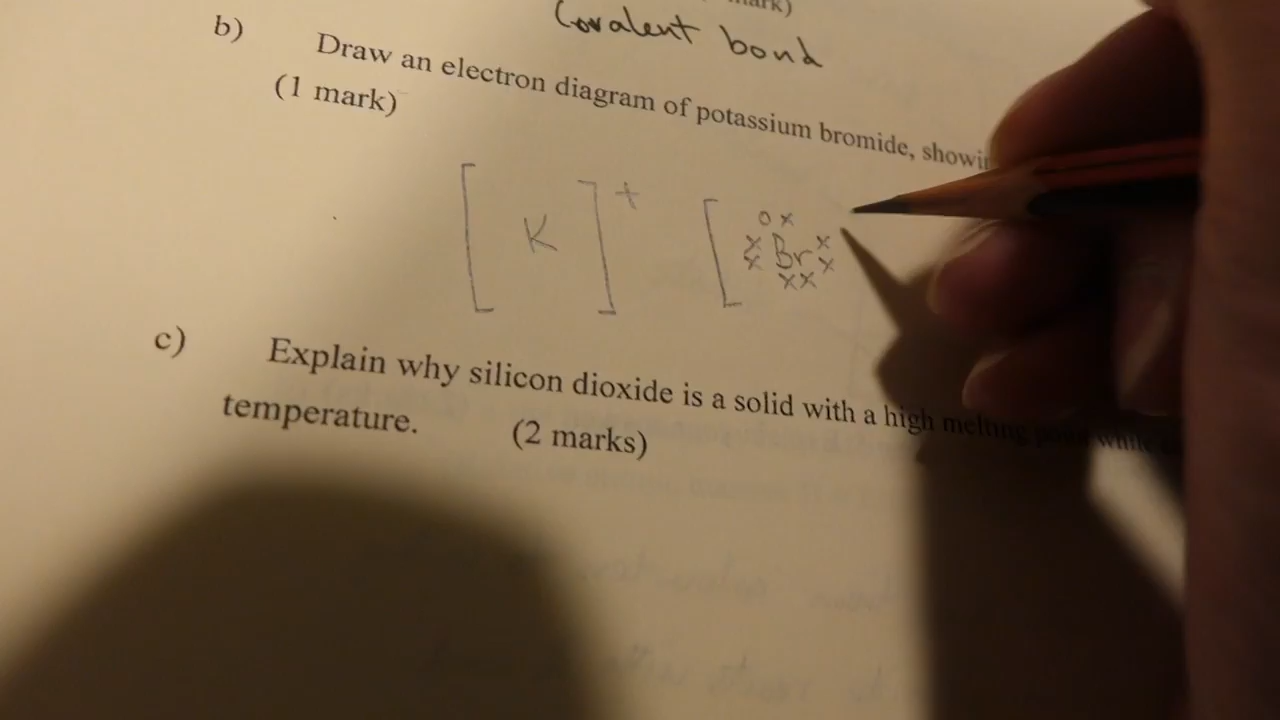 Covalent bond
b) Draw an electron diagram of potassium bromide,
(1 mark)
[ K ]+ [ Br
o x
x x
x x
x x
c) Explain why silicon dioxide is a solid with a high melting
temperature. (2 marks)